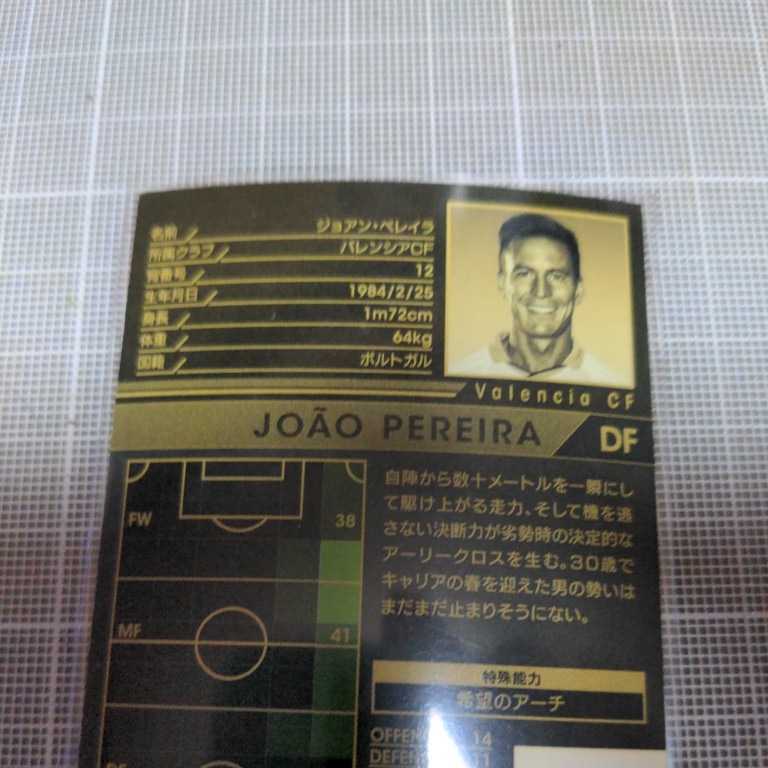 名前 ジョアン・ペレイラ
所属クラブ バレンシアCF
背番号 12
生年月日 1984/2/25
身長 1m72cm
体重 64kg
国籍 ポルトガル
Valencia CF
JOÃO PEREIRA DF
自陣から数十メートルを一瞬にし
て駆け上がる走力、そして機を逃
さない決断力が劣勢時の決定的な
アーリークロスを生む。30歳で
キャリアの春を迎えた男の勢いは
まだまだ止まりそうにない。
FW 38
MF 41
特殊能力
希望のアーチ
14